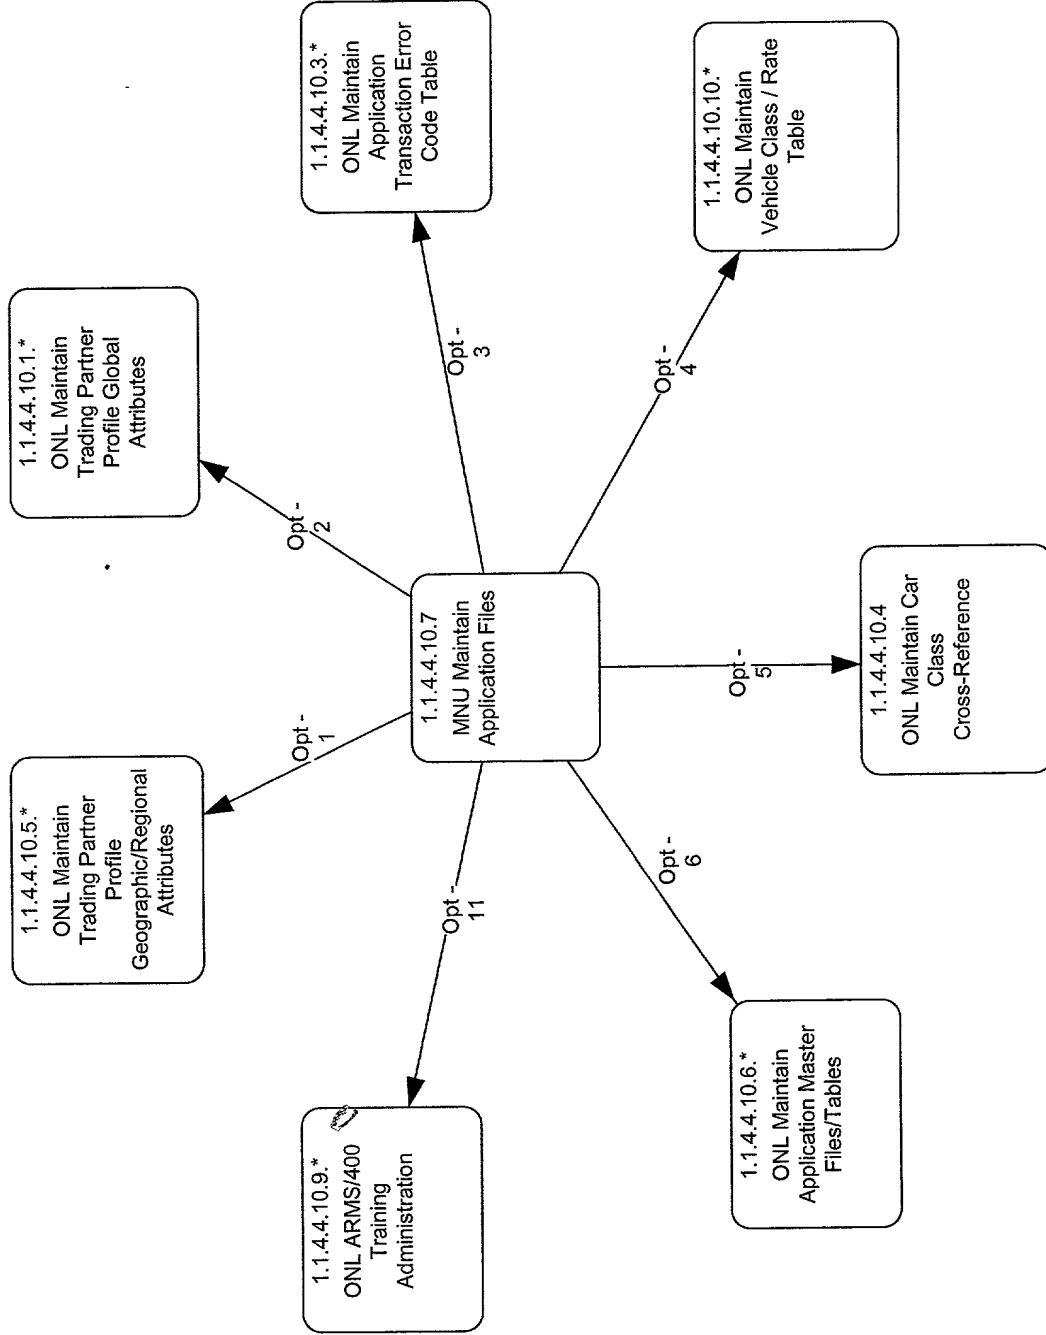 1.1.4.4.10.5.*
ONL Maintain
Trading Partner
Profile
Geographic/Regional
Attributes
1.1.4.4.10.1.*
ONL Maintain
Trading Partner
Profile Global
Attributes
1.1.4.4.10.3.*
ONL Maintain
Application
Transaction Error
Code Table
1.1.4.4.10.9.*
ONL ARMS/400
Training
Administration
Opt -
11
Opt -
1
Opt -
2
Opt -
3
1.1.4.4.10.7
MNU Maintain
Application Files
Opt -
6
Opt -
5
Opt -
4
1.1.4.4.10.6.*
ONL Maintain
Application Master
Files/Tables
1.1.4.4.10.4
ONL Maintain Car
Class
Cross-Reference
1.1.4.4.10.10.*
ONL Maintain
Vehicle Class / Rate
Table